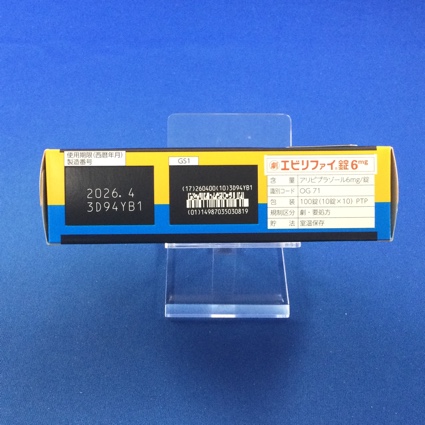 使用期限(西暦年月)
製造番号
2026.4
3D94YB1
GS1
(17)260400(10)3D94YB1
(01)14987035030819
劇 エビリファイ錠6mg
含 量 アリピプラゾール6mg/錠
識別コード OG 71
包 装 100錠(10錠×10) PTP
規制区分 劇・要処方
貯 法 室温保存